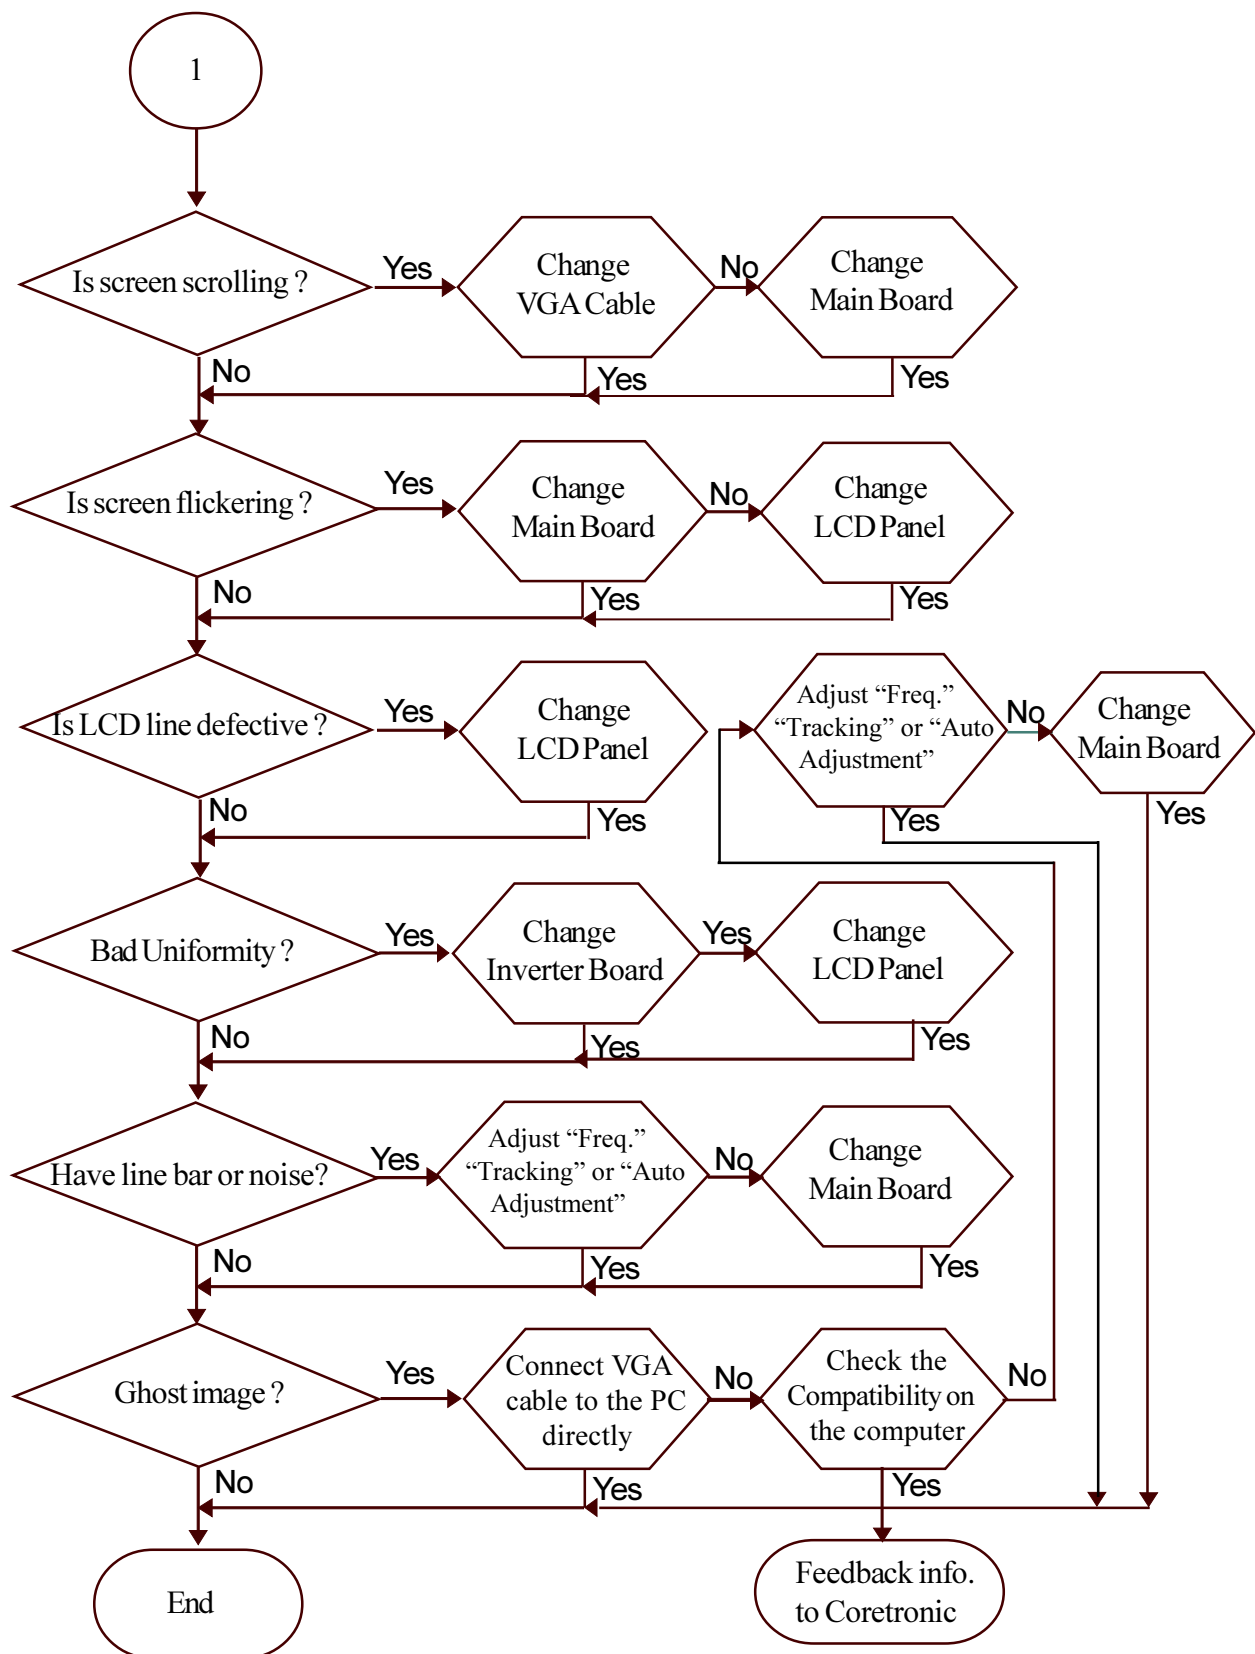 1
Is screen scrolling ?
Yes
Change
VGA Cable
No
Change
Main Board
No
Yes
Yes
Is screen flickering ?
Yes
Change
Main Board
No
Change
LCD Panel
No
Yes
Yes
Is LCD line defective ?
Yes
Change
LCD Panel
Adjust “Freq.”
“Tracking” or “Auto
Adjustment”
No
Change
Main Board
No
Yes
Yes
Yes
Bad Uniformity ?
Yes
Change
Inverter Board
Yes
Change
LCD Panel
No
Yes
Yes
Have line bar or noise?
Yes
Adjust “Freq.”
“Tracking” or “Auto
Adjustment”
No
Change
Main Board
No
Yes
Yes
Ghost image ?
Yes
Connect VGA
cable to the PC
directly
No
Check the
Compatibility on
the computer
No
No
Yes
Yes
End
Feedback info.
to Coretronic